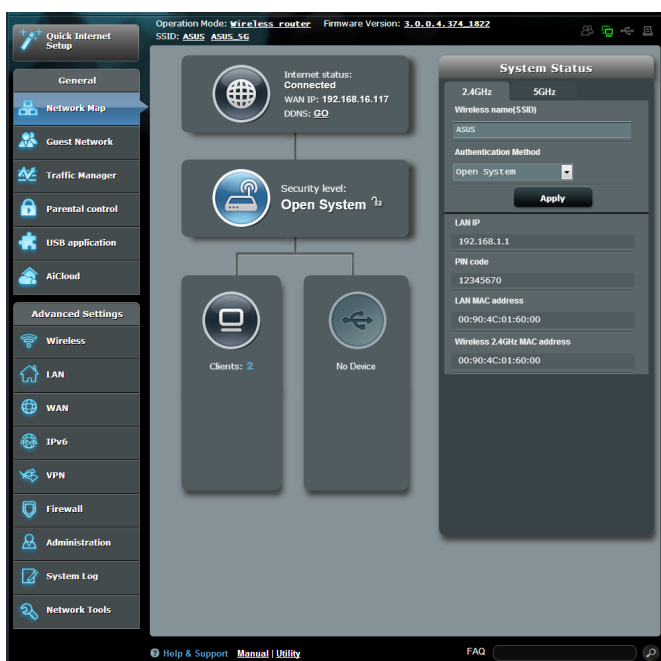 Quick Internet
Setup
Operation Mode: Wireless router Firmware Version: 3.0.0.4.374_1822
SSID: ASUS ASUS_5G
General
Network Map
Guest Network
Traffic Manager
Parental control
USB application
AiCloud
Advanced Settings
Wireless
LAN
WAN
IPv6
VPN
Firewall
Administration
System Log
Network Tools
Internet status:
Connected
WAN IP: 192.168.16.117
DDNS: GO
Security level:
Open System
Clients: 2
No Device
System Status
2.4GHz 5GHz
Wireless name(SSID)
ASUS
Authentication Method
Open System
Apply
LAN IP
192.168.1.1
PIN code
12345670
LAN MAC address
00:90:4C:01:60:00
Wireless 2.4GHz MAC address
00:90:4C:01:60:00
Help & Support Manual | Utility
FAQ